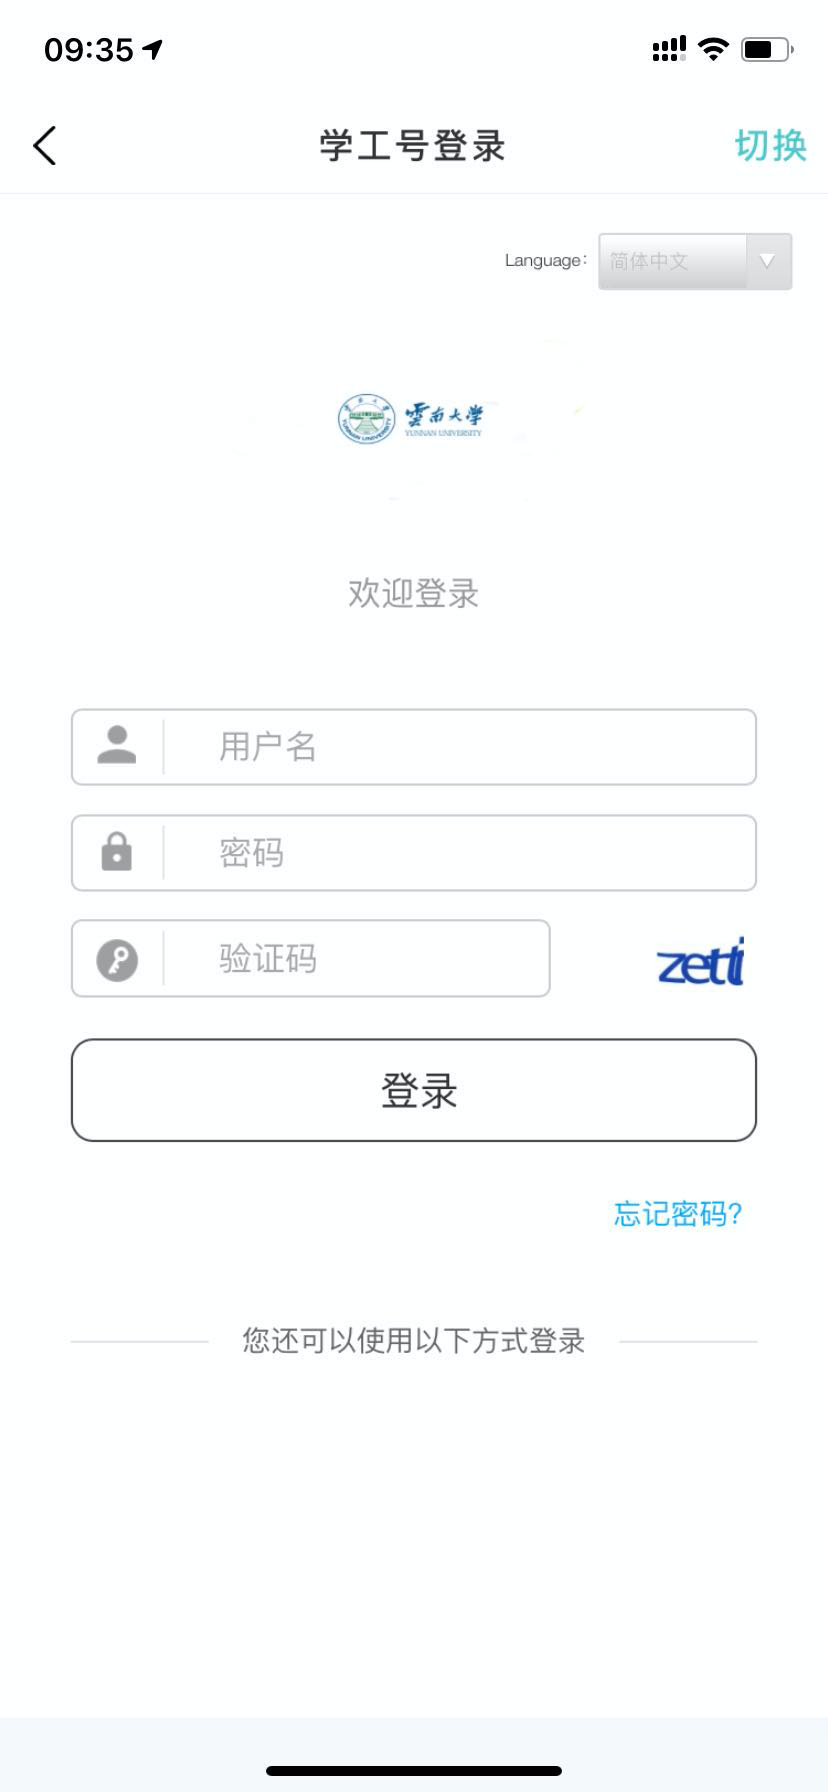 09:35
学工号登录
切换
Language:
简体中文
雲南大学
YUNNAN UNIVERSITY
欢迎登录
用户名
密码
验证码
登录
忘记密码?
您还可以使用以下方式登录